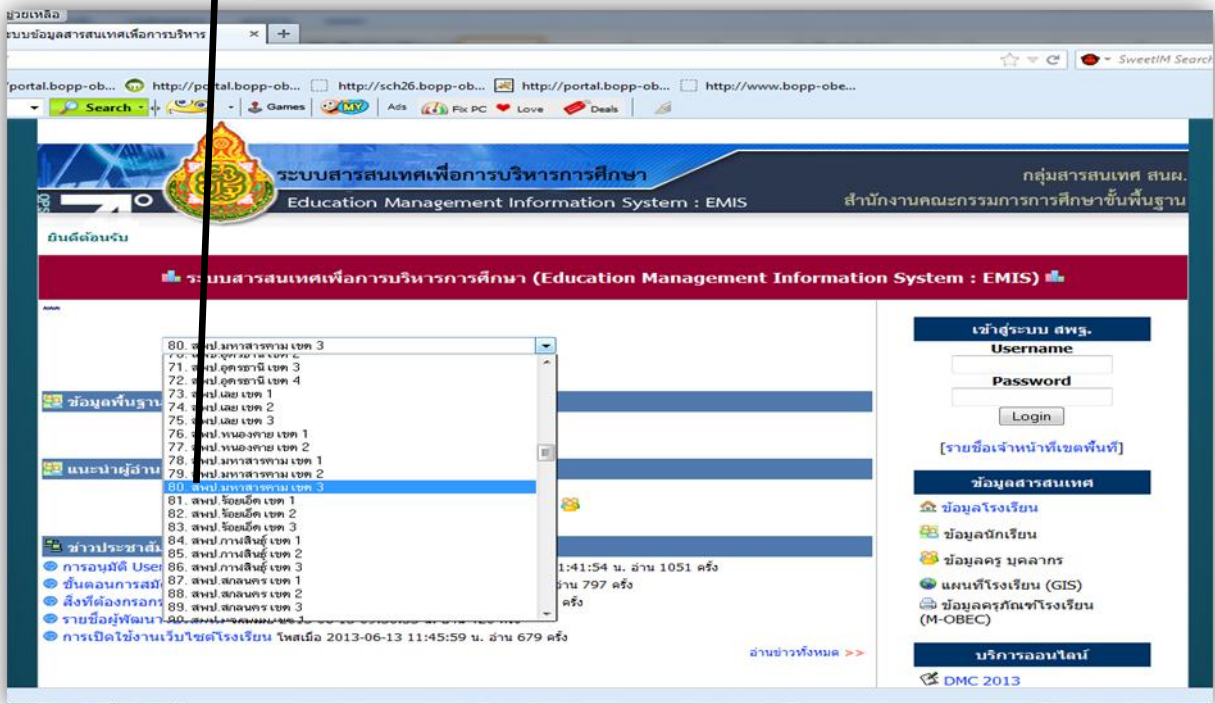 ช่วยเหลือ
ระบบข้อมูลสารสนเทศเพื่อการบริหาร × +
SweetIM Search
/portal.bopp-ob... http://portal.bopp-ob... http://sch26.bopp-ob... http://portal.bopp-ob... http://www.bopp-obe...
Search Games MY Ads Fix PC Love Deals
ระบบสารสนเทศเพื่อการบริหารการศึกษา
กลุ่มสารสนเทศ สนผ.
Education Management Information System : EMIS
สำนักงานคณะกรรมการการศึกษาขั้นพื้นฐาน
ยินดีต้อนรับ
ระบบสารสนเทศเพื่อการบริหารการศึกษา (Education Management Information System : EMIS)
80. สพป.มหาสารคาม เขต 3
70. สพป.อุดรธานี เขต 2
71. สพป.อุดรธานี เขต 3
72. สพป.อุดรธานี เขต 4
73. สพป.เลย เขต 1
74. สพป.เลย เขต 2
75. สพป.เลย เขต 3
76. สพป.หนองคาย เขต 1
77. สพป.หนองคาย เขต 2
78. สพป.มหาสารคาม เขต 1
79. สพป.มหาสารคาม เขต 2
80. สพป.มหาสารคาม เขต 3
81. สพป.ร้อยเอ็ด เขต 1
82. สพป.ร้อยเอ็ด เขต 2
83. สพป.ร้อยเอ็ด เขต 3
84. สพป.กาฬสินธุ์ เขต 1
85. สพป.กาฬสินธุ์ เขต 2
86. สพป.กาฬสินธุ์ เขต 3
87. สพป.สกลนคร เขต 1
88. สพป.สกลนคร เขต 2
89. สพป.สกลนคร เขต 3
ข้อมูลพื้นฐาน
แนะนำผู้อำน
ข่าวประชาสัม
การอนุมัติ User 1:41:54 น. อ่าน 1051 ครั้ง
ขั้นตอนการสมั อ่าน 797 ครั้ง
สิ่งที่ต้องกรอก ครั้ง
รายชื่อผู้พัฒนา
การเปิดใช้งานเว็บไซต์โรงเรียน โพสเมื่อ 2013-06-13 11:45:59 น. อ่าน 679 ครั้ง
อ่านข่าวทั้งหมด >>
เข้าสู่ระบบ สพฐ.
Username
Password
Login
[รายชื่อเจ้าหน้าที่เขตพื้นที่]
ข้อมูลสารสนเทศ
ข้อมูลโรงเรียน
ข้อมูลนักเรียน
ข้อมูลครู บุคลากร
แผนที่โรงเรียน (GIS)
ข้อมูลครุภัณฑ์โรงเรียน
(M-OBEC)
บริการออนไลน์
DMC 2013